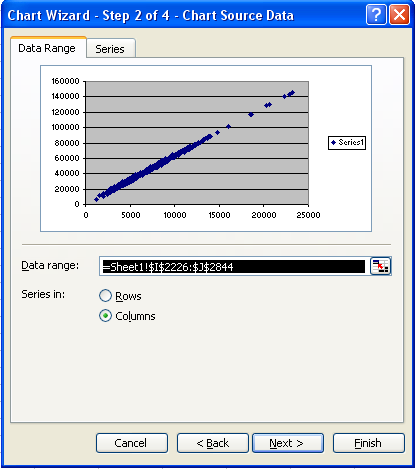 Chart Wizard - Step 2 of 4 - Chart Source Data
Data Range Series
160000
140000
120000
100000
80000
60000
40000
20000
0
0 5000 10000 15000 20000 25000
Series1
Data range: =Sheet1!$I$2226:$J$2844
Series in: Rows
Columns
Cancel < Back Next > Finish